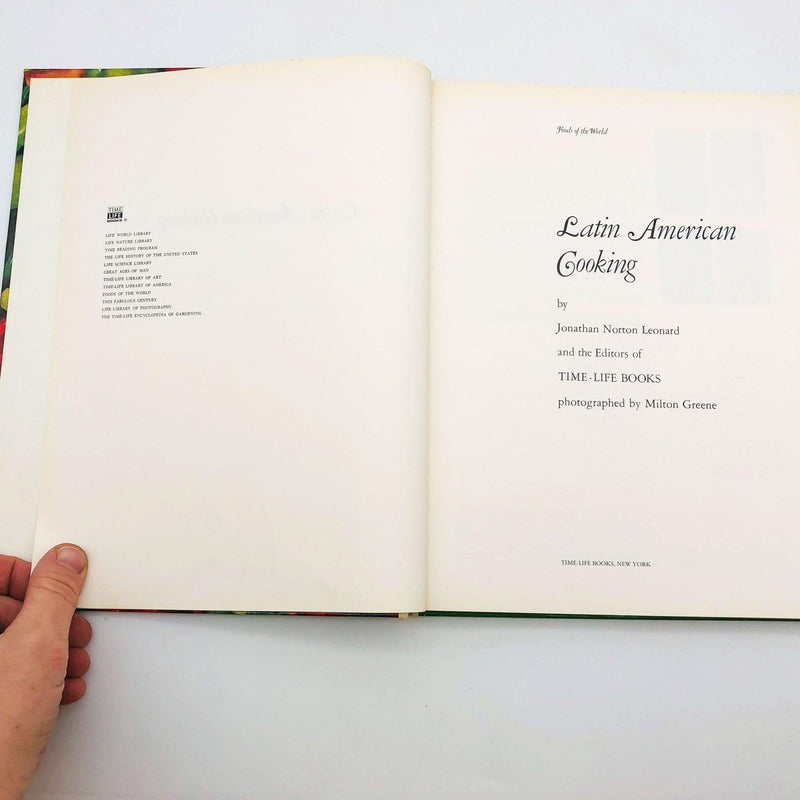 TIME
LIFE
BOOKS ®
LIFE WORLD LIBRARY
LIFE NATURE LIBRARY
TIME READING PROGRAM
THE LIFE HISTORY OF THE UNITED STATES
LIFE SCIENCE LIBRARY
GREAT AGES OF MAN
TIME-LIFE LIBRARY OF ART
TIME-LIFE LIBRARY OF AMERICA
FOODS OF THE WORLD
THIS FABULOUS CENTURY
LIFE LIBRARY OF PHOTOGRAPHY
THE TIME-LIFE ENCYCLOPEDIA OF GARDENING
Foods of the World
Latin American
Cooking
by
Jonathan Norton Leonard
and the Editors of
TIME-LIFE BOOKS
photographed by Milton Greene
TIME-LIFE BOOKS, NEW YORK